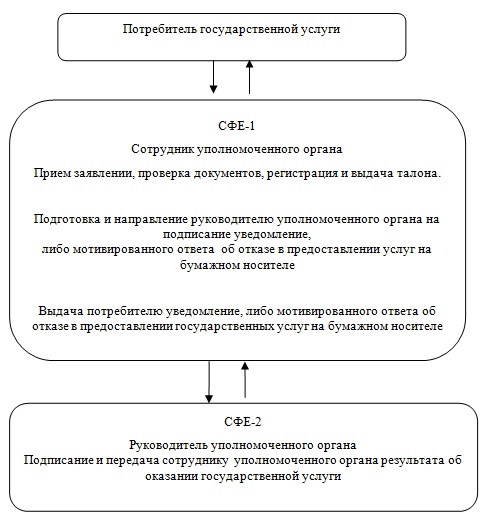 Потребитель государственной услуги
СФЕ-1
Сотрудник уполномоченного органа
Прием заявлении, проверка документов, регистрация и выдача талона.
Подготовка и направление руководителю уполномоченного органа на
подписание уведомление,
либо мотивированного ответа об отказе в предоставлении услуг на
бумажном носителе
Выдача потребителю уведомление, либо мотивированного ответа об
отказе в предоставлении государственных услуг на бумажном носителе
СФЕ-2
Руководитель уполномоченного органа
Подписание и передача сотруднику уполномоченного органа результата об
оказании государственной услуги